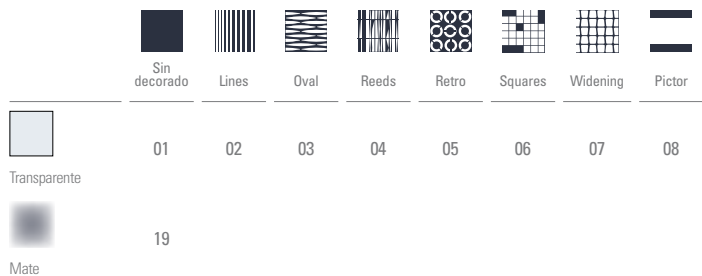 Sin
decorado Lines Oval Reeds Retro Squares Widening Pictor
01 02 03 04 05 06 07 08
Transparente
19
Mate